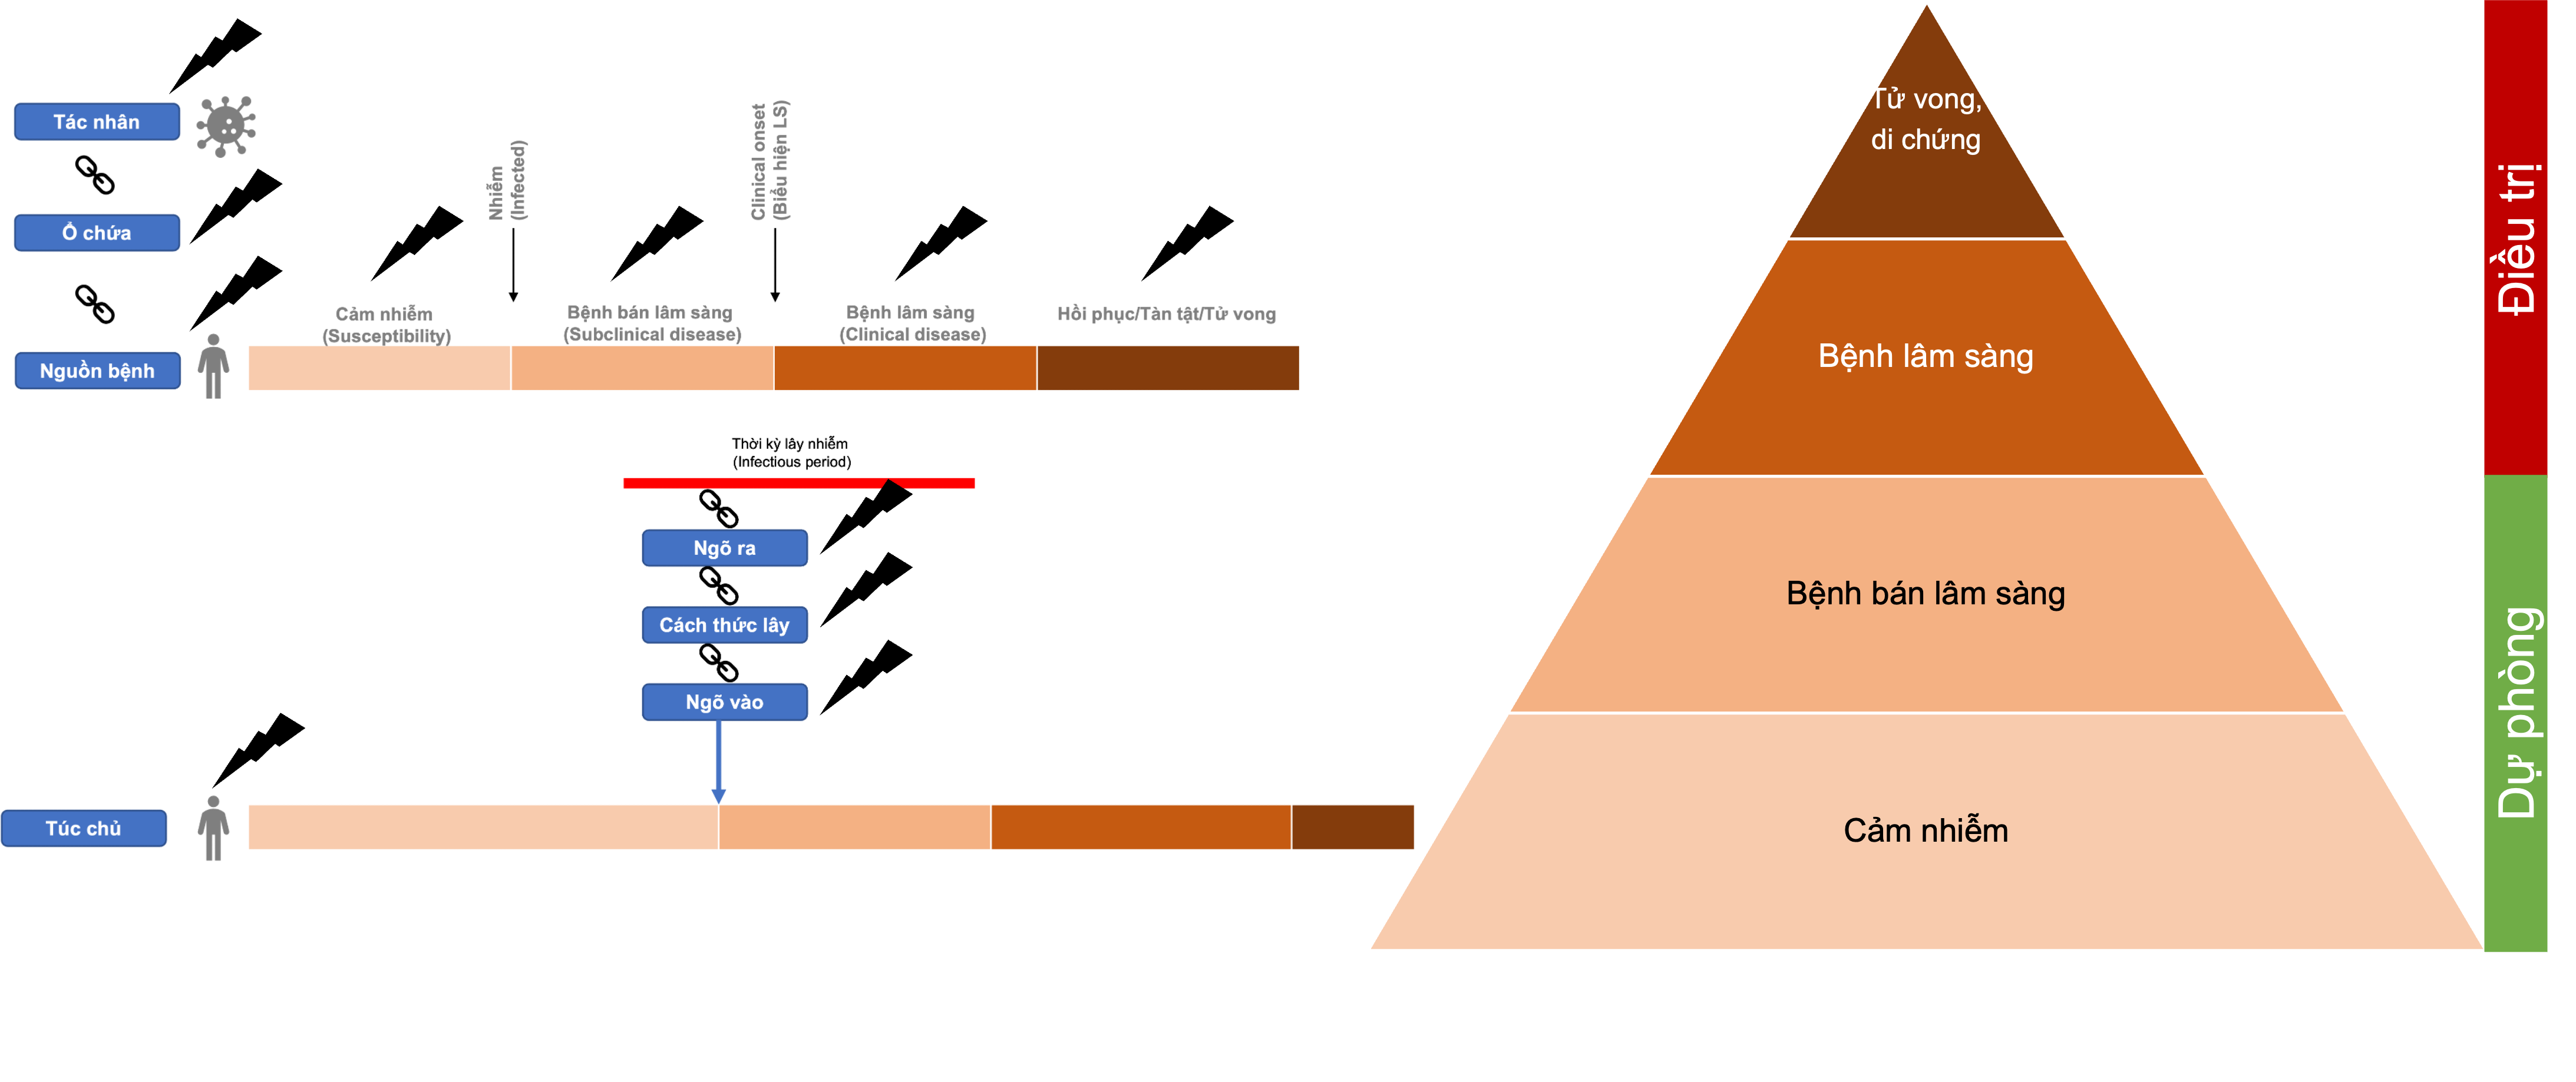 Tác nhân
Ổ chứa
Nguồn bệnh
Nhiễm
(Infected)
Clinical onset
(Biểu hiện LS)
Cảm nhiễm
(Susceptibility)
Bệnh bán lâm sàng
(Subclinical disease)
Bệnh lâm sàng
(Clinical disease)
Hồi phục/Tàn tật/Tử vong
Thời kỳ lây nhiễm
(Infectious period)
Ngõ ra
Cách thức lây
Ngõ vào
Túc chủ
Tử vong,
di chứng
Bệnh lâm sàng
Bệnh bán lâm sàng
Cảm nhiễm
Điều trị
Dự phòng